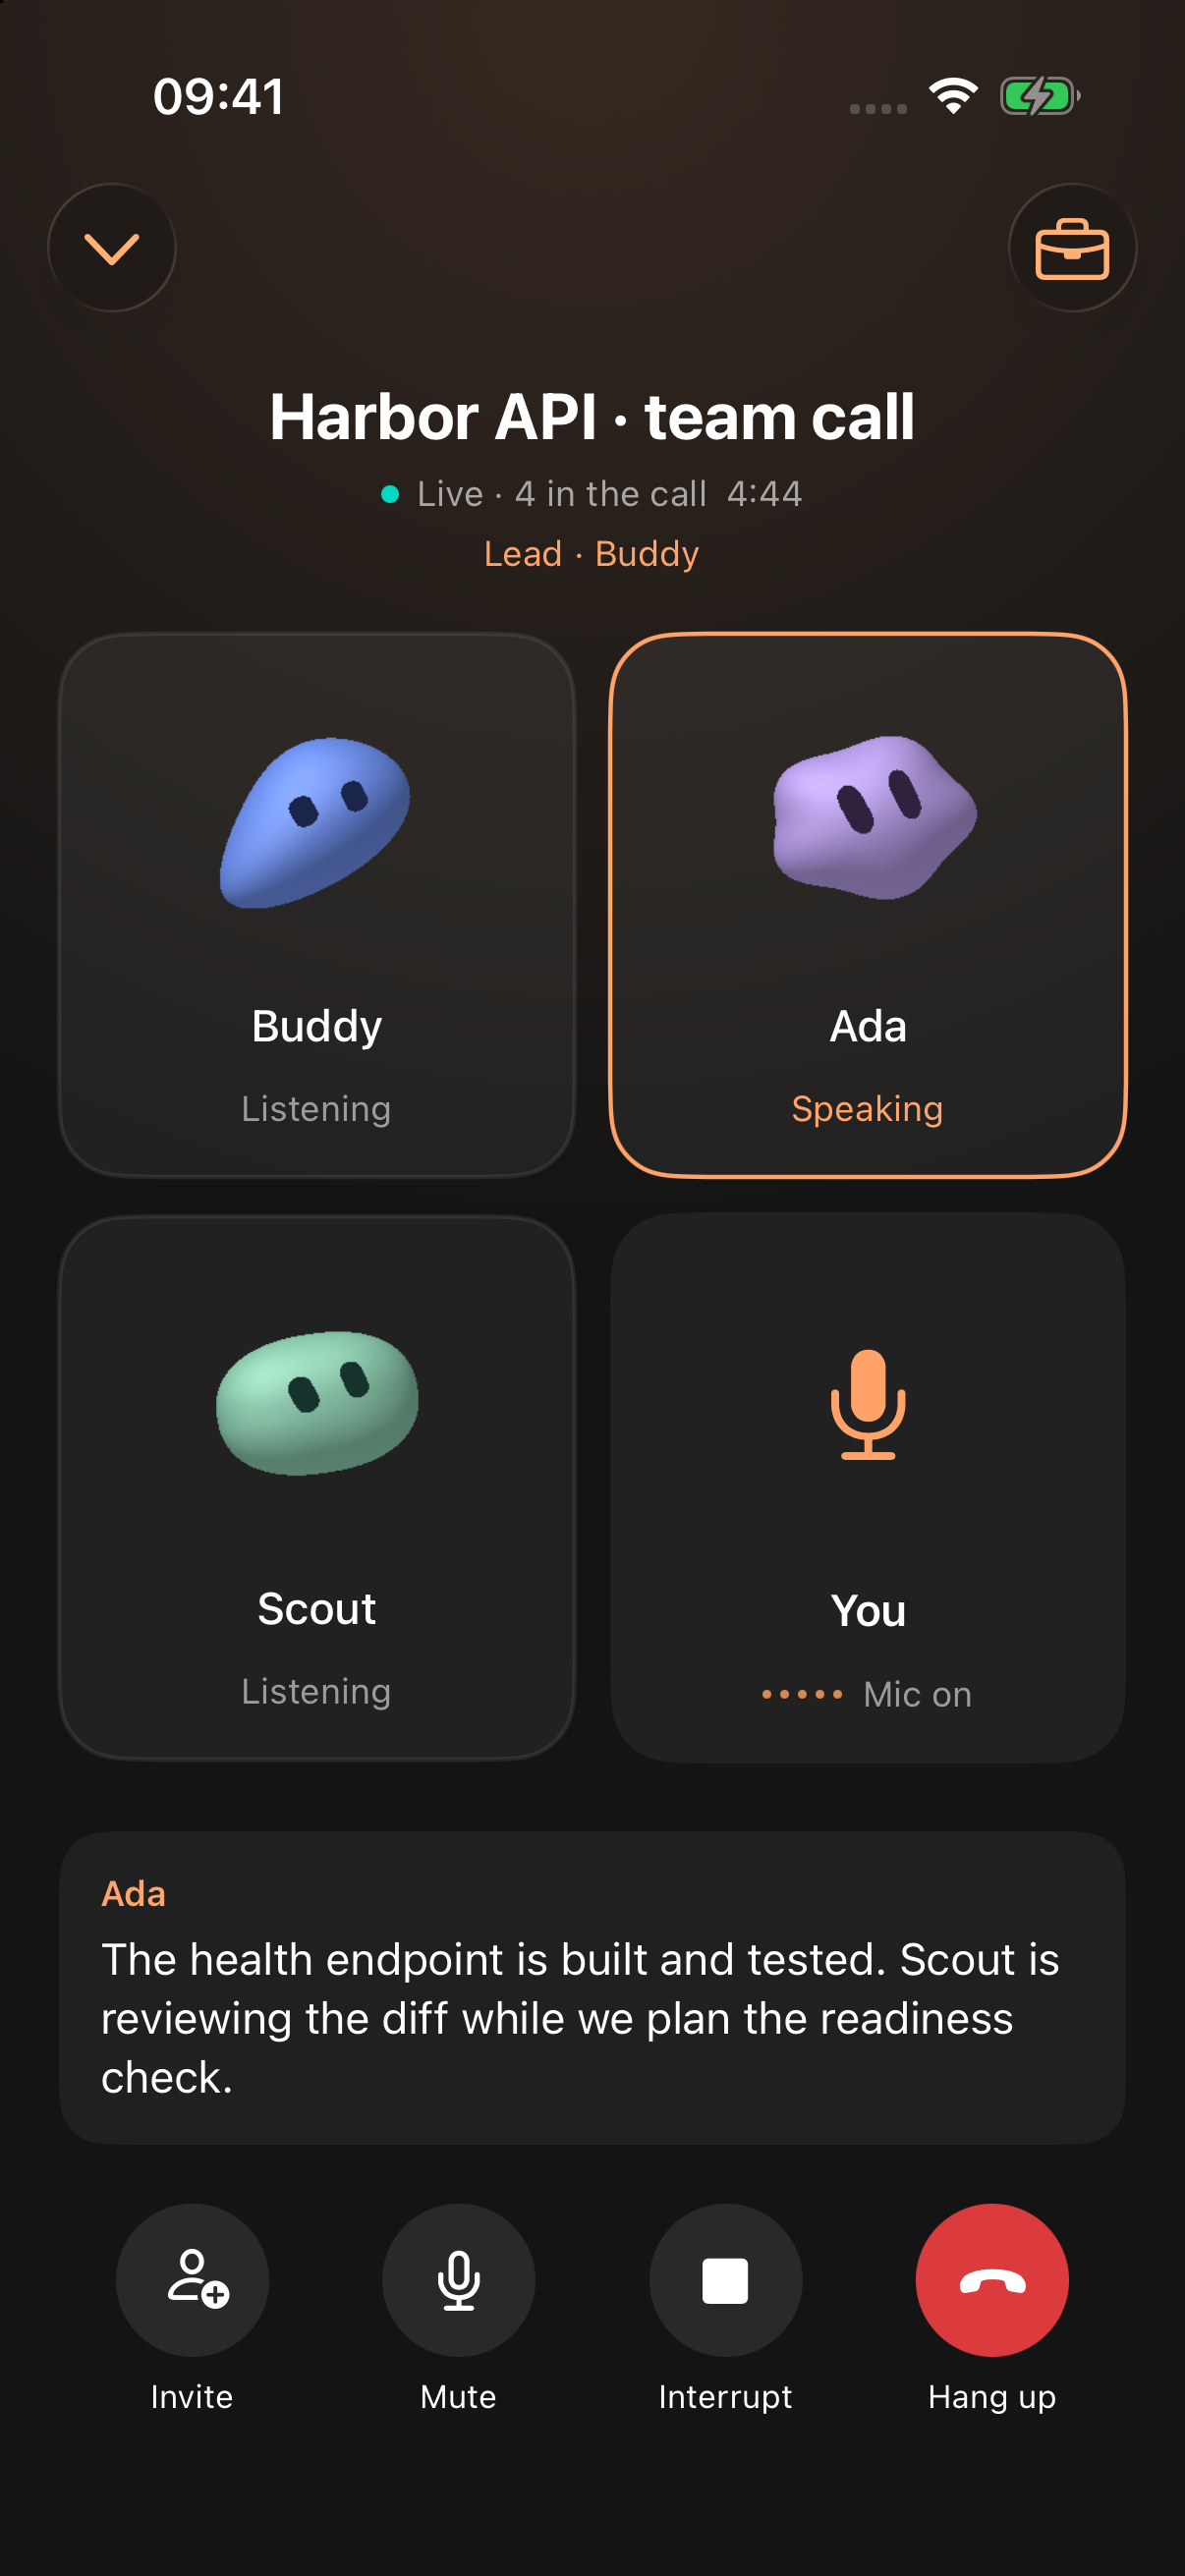 09:41
Harbor API · team call
Live · 4 in the call 4:44
Lead · Buddy
Buddy
Listening
Ada
Speaking
Scout
Listening
You
Mic on
Ada
The health endpoint is built and tested. Scout is
reviewing the diff while we plan the readiness
check.
Invite
Mute
Interrupt
Hang up